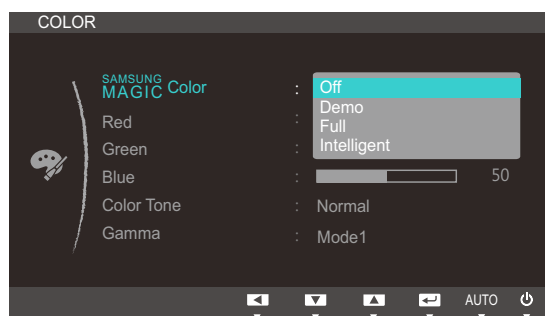 COLOR
SAMSUNG MAGIC Color : Off
Demo
Red :
Full
Green : Intelligent
Blue : 50
Color Tone : Normal
Gamma : Mode1
AUTO